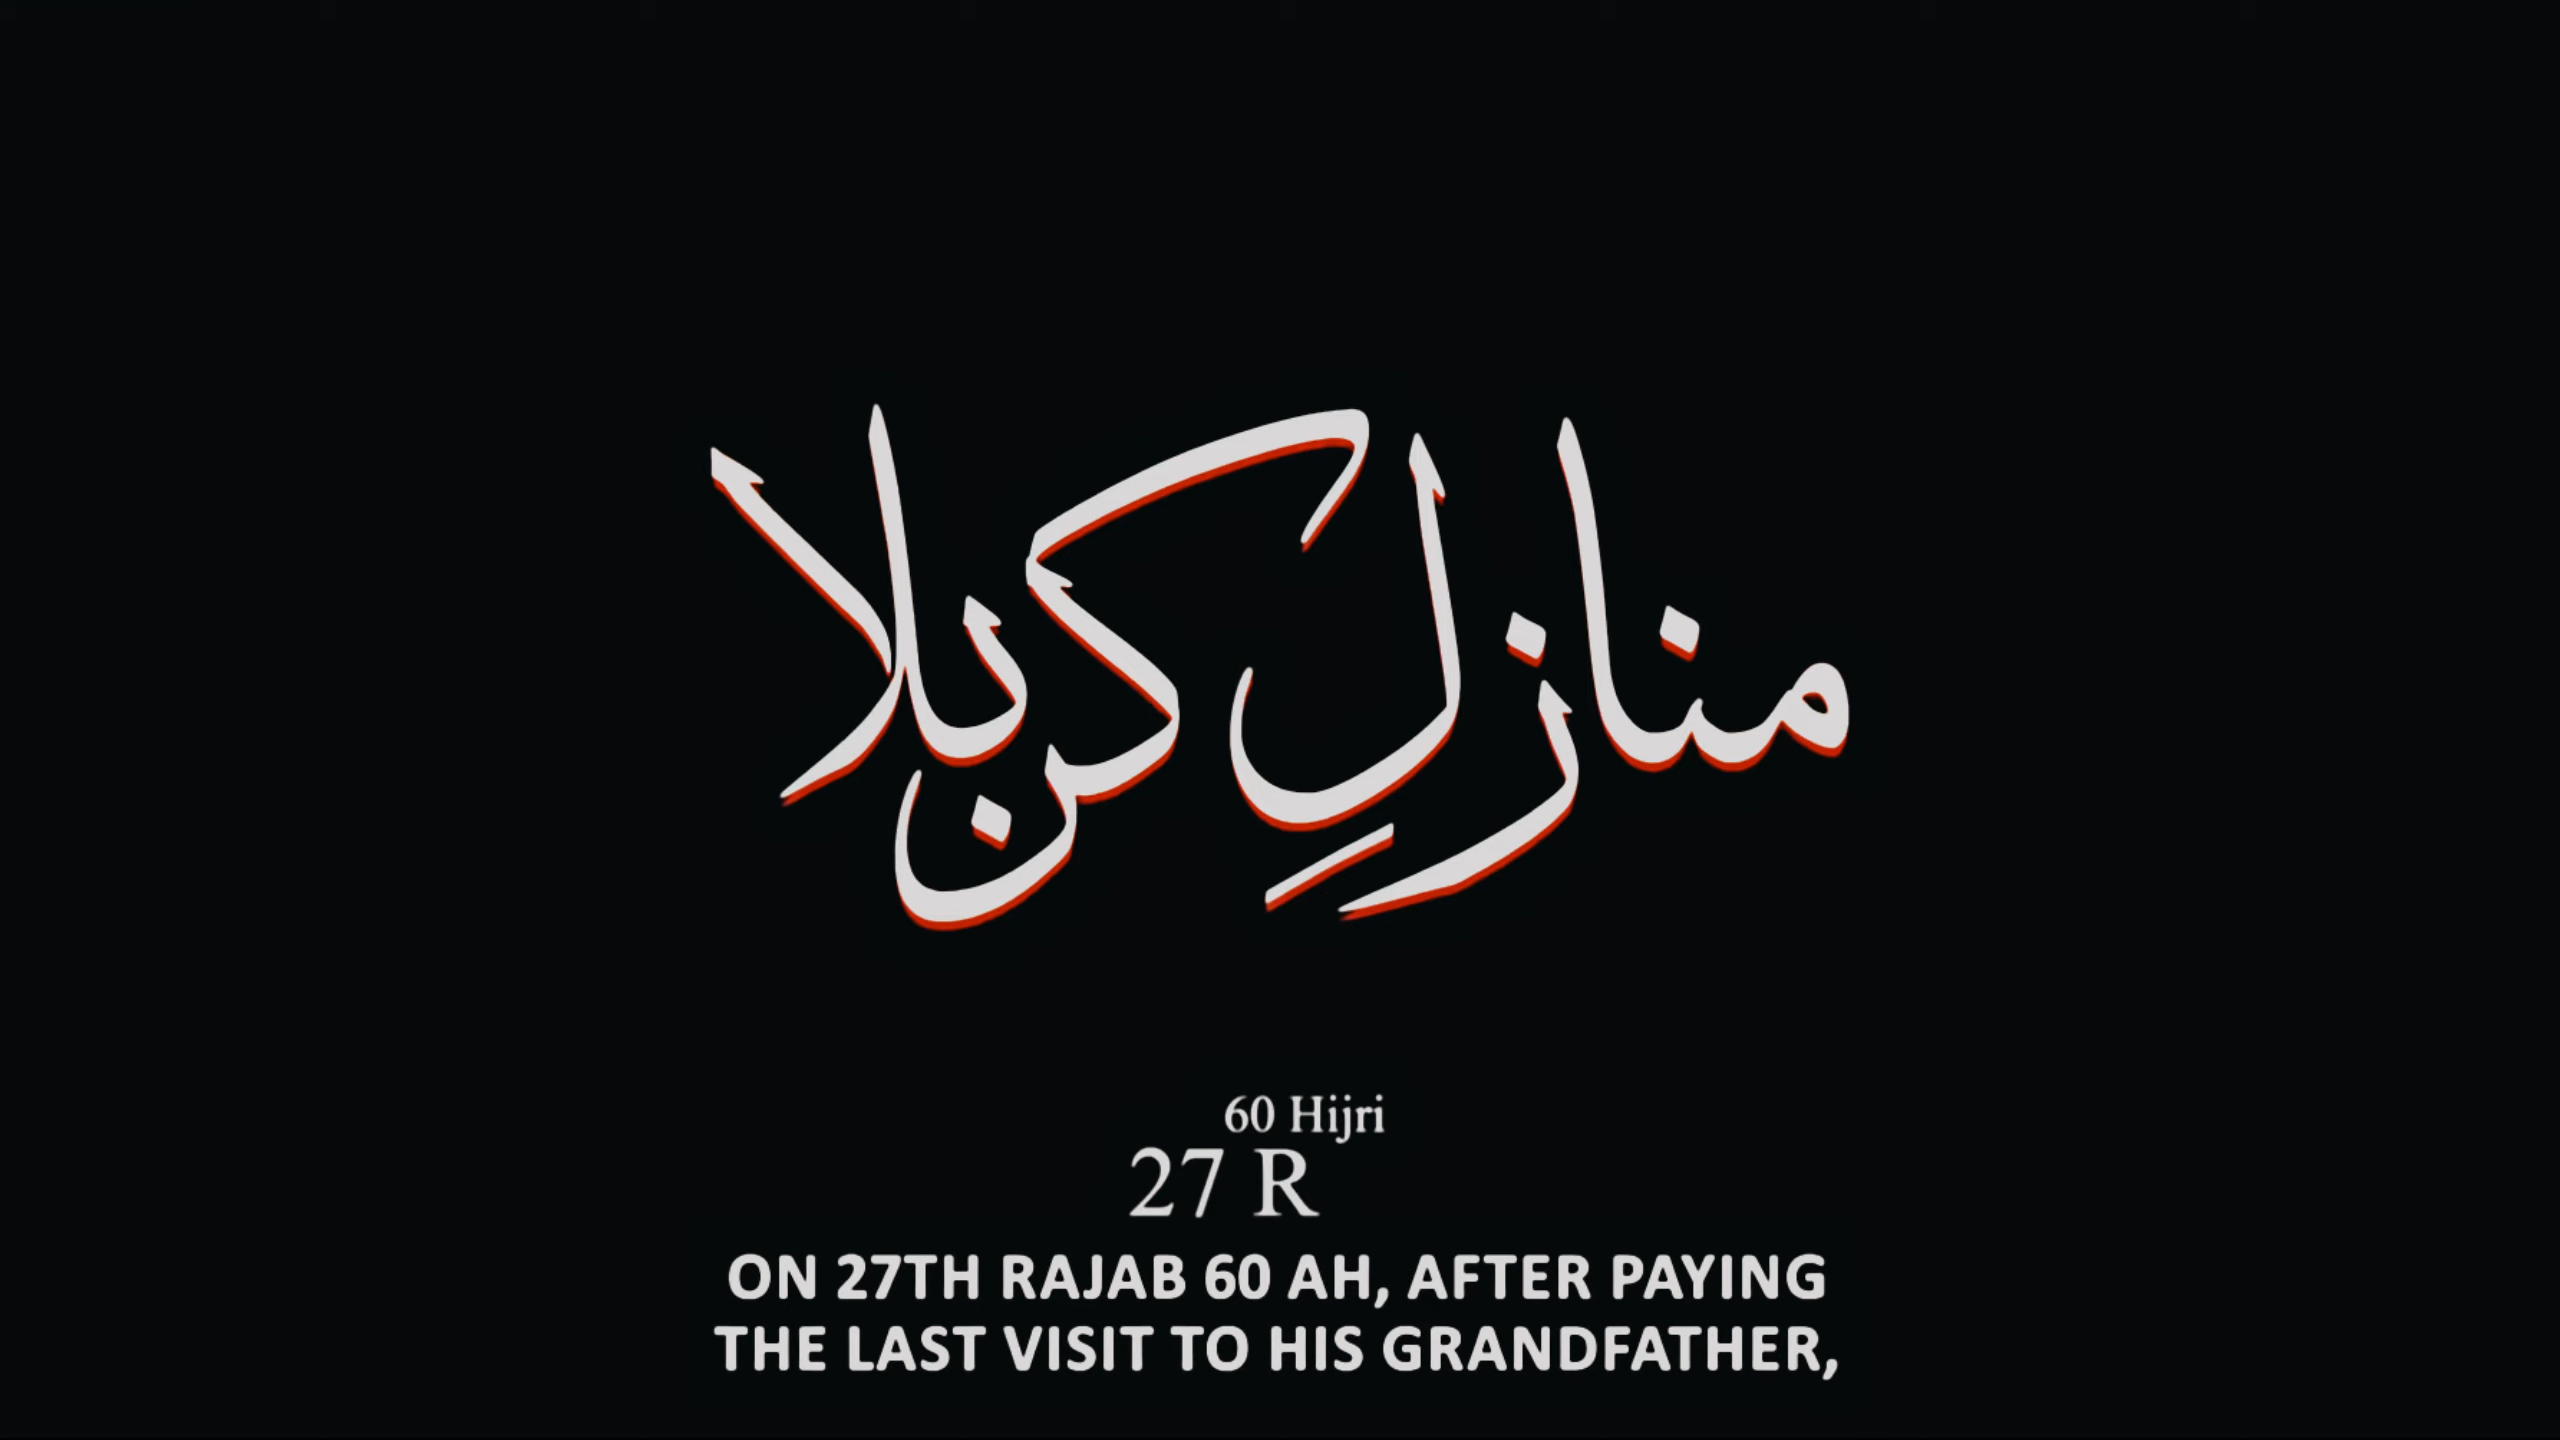 منازلِ کربلا
60 Hijri
27 R
ON 27TH RAJAB 60 AH, AFTER PAYING
THE LAST VISIT TO HIS GRANDFATHER,